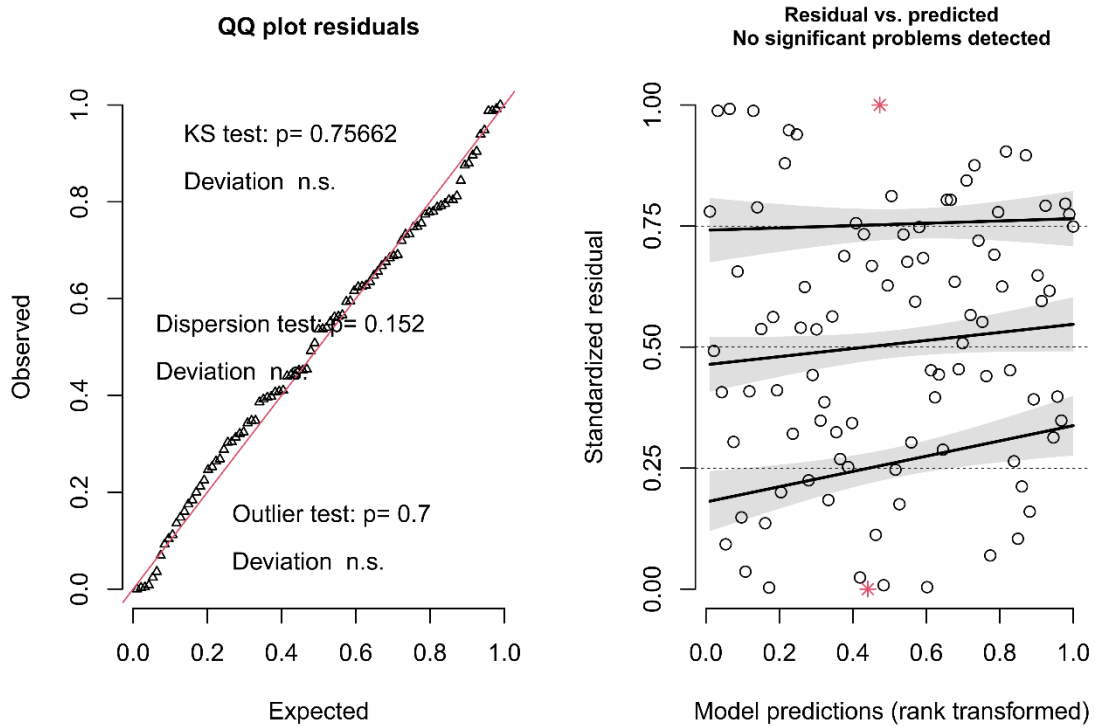 QQ plot residuals
Observed
1.0
0.8
0.6
0.4
0.2
0.0
KS test: p= 0.75662
Deviation n.s.
Dispersion test: p= 0.152
Deviation n.s.
Outlier test: p= 0.7
Deviation n.s.
0.0 0.2 0.4 0.6 0.8 1.0
Expected
Residual vs. predicted
No significant problems detected
Standardized residual
1.00
0.75
0.50
0.25
0.00
0.0 0.2 0.4 0.6 0.8 1.0
Model predictions (rank transformed)